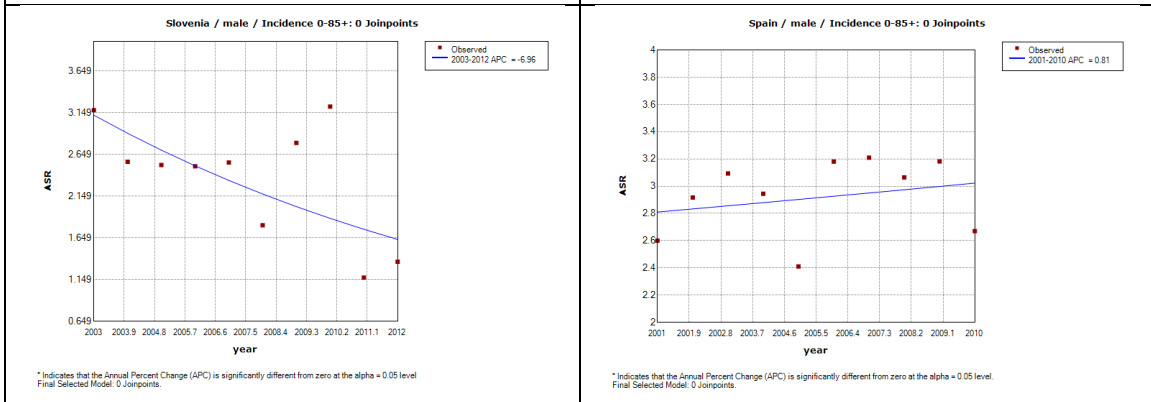 Slovenia / male / Incidence 0-85+: 0 Joinpoints
Observed
2003-2012 APC = -6.96
3.649
3.149
2.649
2.149
1.649
1.149
0.649
ASR
2003 2003.9 2004.8 2005.7 2006.6 2007.5 2008.4 2009.3 2010.2 2011.1 2012
year
* Indicates that the Annual Percent Change (APC) is significantly different from zero at the alpha = 0.05 level
Final Selected Model: 0 Joinpoints.
Spain / male / Incidence 0-85+: 0 Joinpoints
Observed
2001-2010 APC = 0.81
4
3.8
3.6
3.4
3.2
3
2.8
2.6
2.4
2.2
2
ASR
2001 2001.9 2002.8 2003.7 2004.6 2005.5 2006.4 2007.3 2008.2 2009.1 2010
year
* Indicates that the Annual Percent Change (APC) is significantly different from zero at the alpha = 0.05 level.
Final Selected Model: 0 Joinpoints.